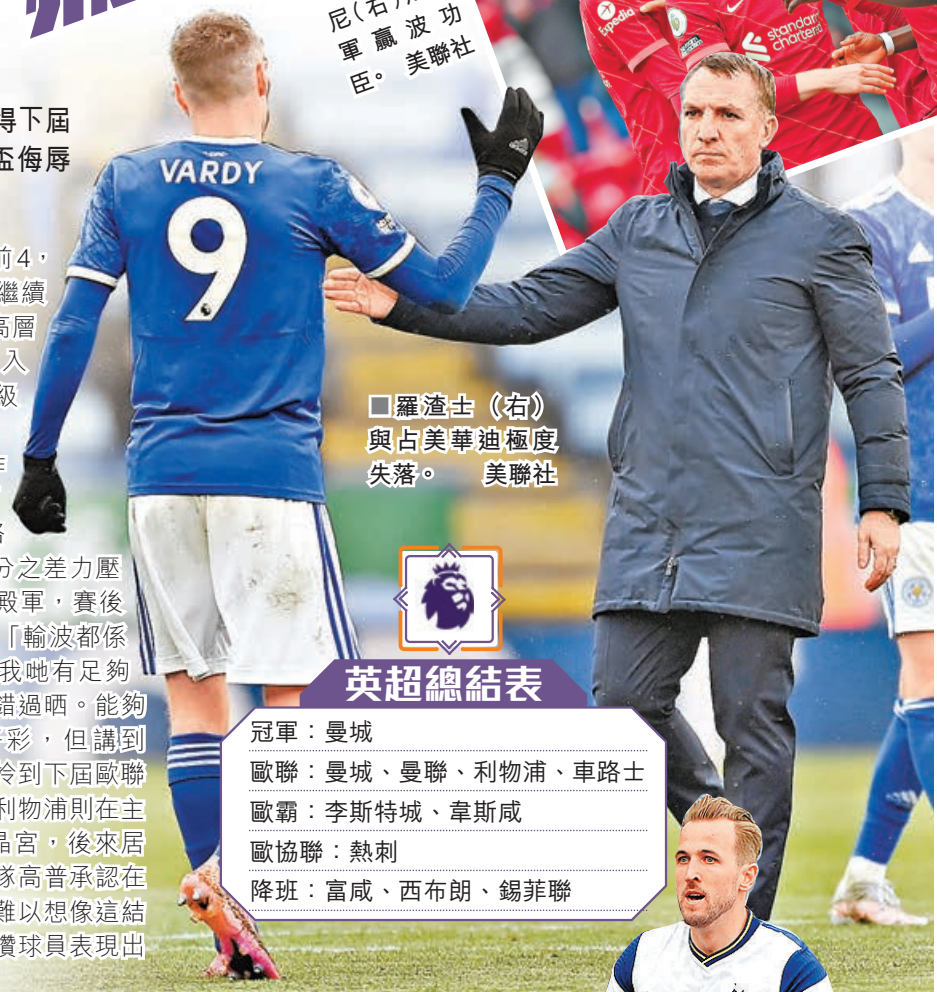 尼(右)
軍贏波功
臣。 美聯社
得下屆
盃侮辱
前4，
繼續
高層
入
級
分之差力壓
殿軍，賽後
「輸波都係
我哋有足夠
錯過晒。能夠
彩，但講到
拎到下屆歐聯
利物浦則在主
晶宮，後來居
隊高普承認在
難以想像這結
讚球員表現出
Expedia
standard
chartered
VARDY
9
adidas
■羅渣士（右）
與占美華迪極度
失落。 美聯社
英超總結表
冠軍：曼城
歐聯：曼城、曼聯、利物浦、車路士
歐霸：李斯特城、韋斯咸
歐協聯：熱刺
降班：富咸、西布朗、錫菲聯